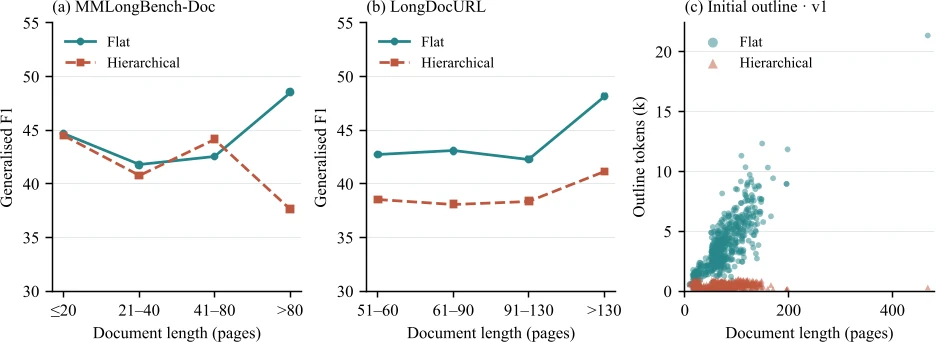 (a) MMLongBench-Doc
55
50
45
40
35
30
Generalised F1
Flat
Hierarchical
≤20
21–40
41–80
>80
Document length (pages)
(b) LongDocURL
55
50
45
40
35
30
Generalised F1
Flat
Hierarchical
51–60
61–90
91–130
>130
Document length (pages)
(c) Initial outline · v1
20
15
10
5
0
Outline tokens (k)
Flat
Hierarchical
0
200
400
Document length (pages)